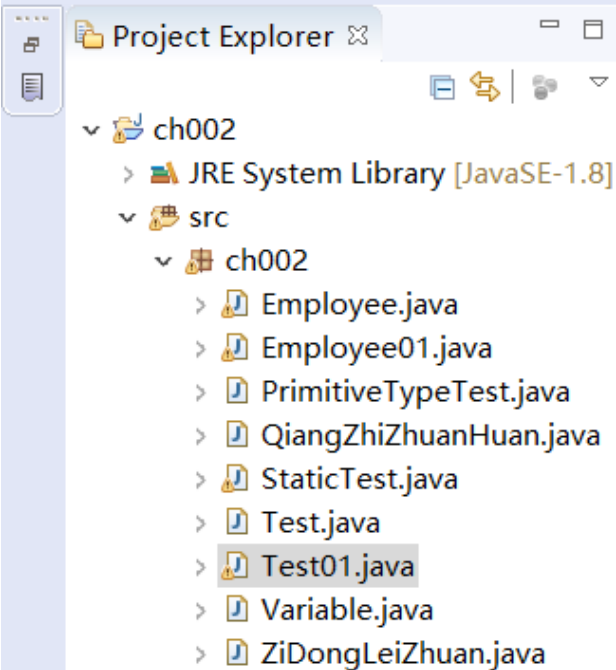 Project Explorer
ch002
JRE System Library [JavaSE-1.8]
src
ch002
Employee.java
Employee01.java
PrimitiveTypeTest.java
QiangZhiZhuanHuan.java
StaticTest.java
Test.java
Test01.java
Variable.java
ZiDongLeiZhuan.java